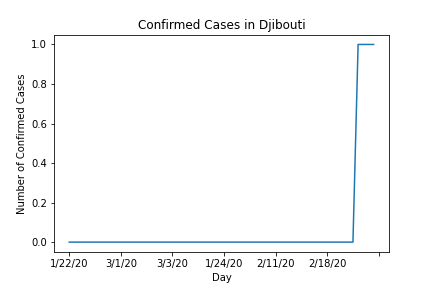 Confirmed Cases in Djibouti
1.0
0.8
0.6
0.4
0.2
0.0
Number of Confirmed Cases
1/22/20 3/1/20 3/3/20 1/24/20 2/11/20 2/18/20
Day